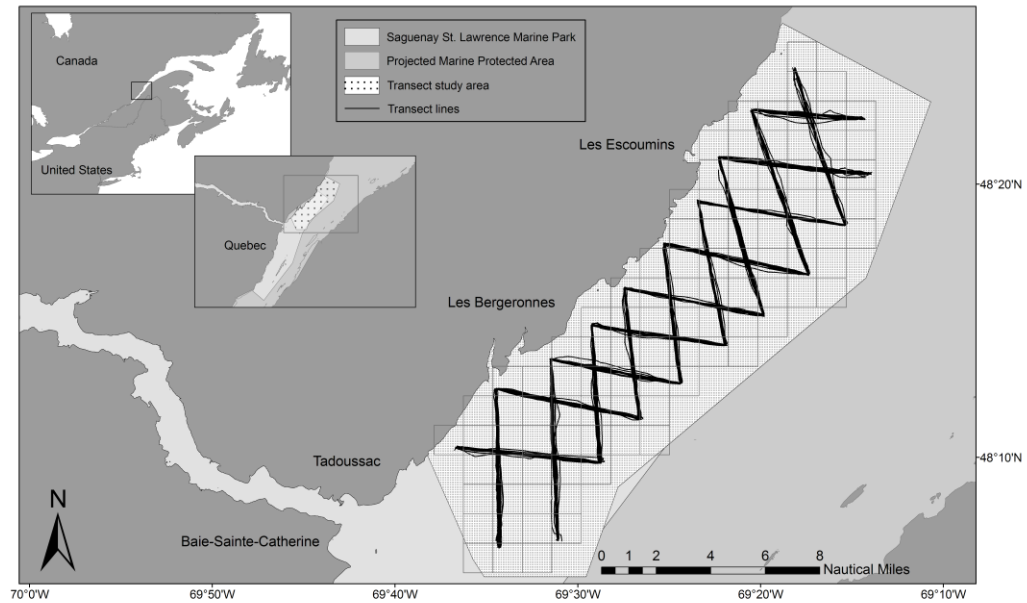 Canada
United States
Quebec
Saguenay St. Lawrence Marine Park
Projected Marine Protected Area
Transect study area
Transect lines
Les Escoumins
48°20'N
Les Bergeronnes
Tadoussac
48°10'N
N
Baie-Sainte-Catherine
0 1 2 4 6 8
Nautical Miles
70°0'W 69°50'W 69°40'W 69°30'W 69°20'W 69°10'W